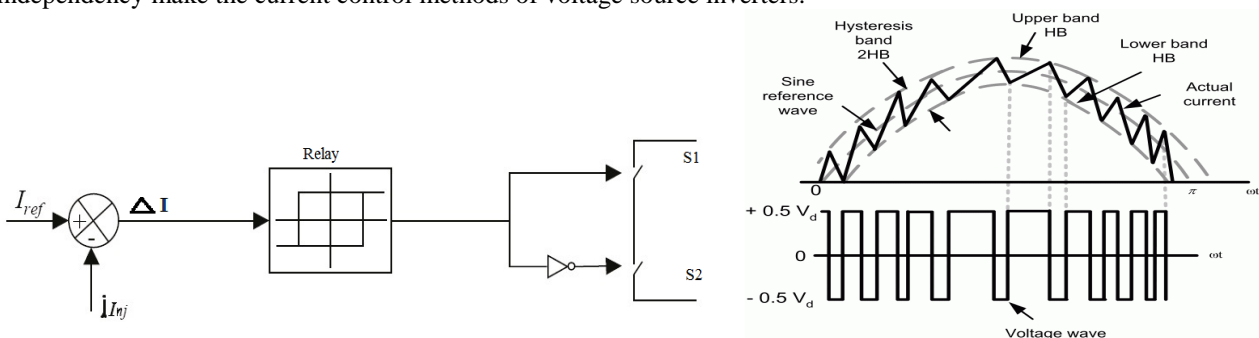 independency make the current control methods of voltage source inverters.
Relay
I_ref
+
-
Δ I
i_Inj
S1
S2
Hysteresis
band
2HB
Upper band
HB
Lower band
HB
Sine
reference
wave
Actual
current
0
π
ωt
+ 0.5 V_d
0
ωt
- 0.5 V_d
Voltage wave